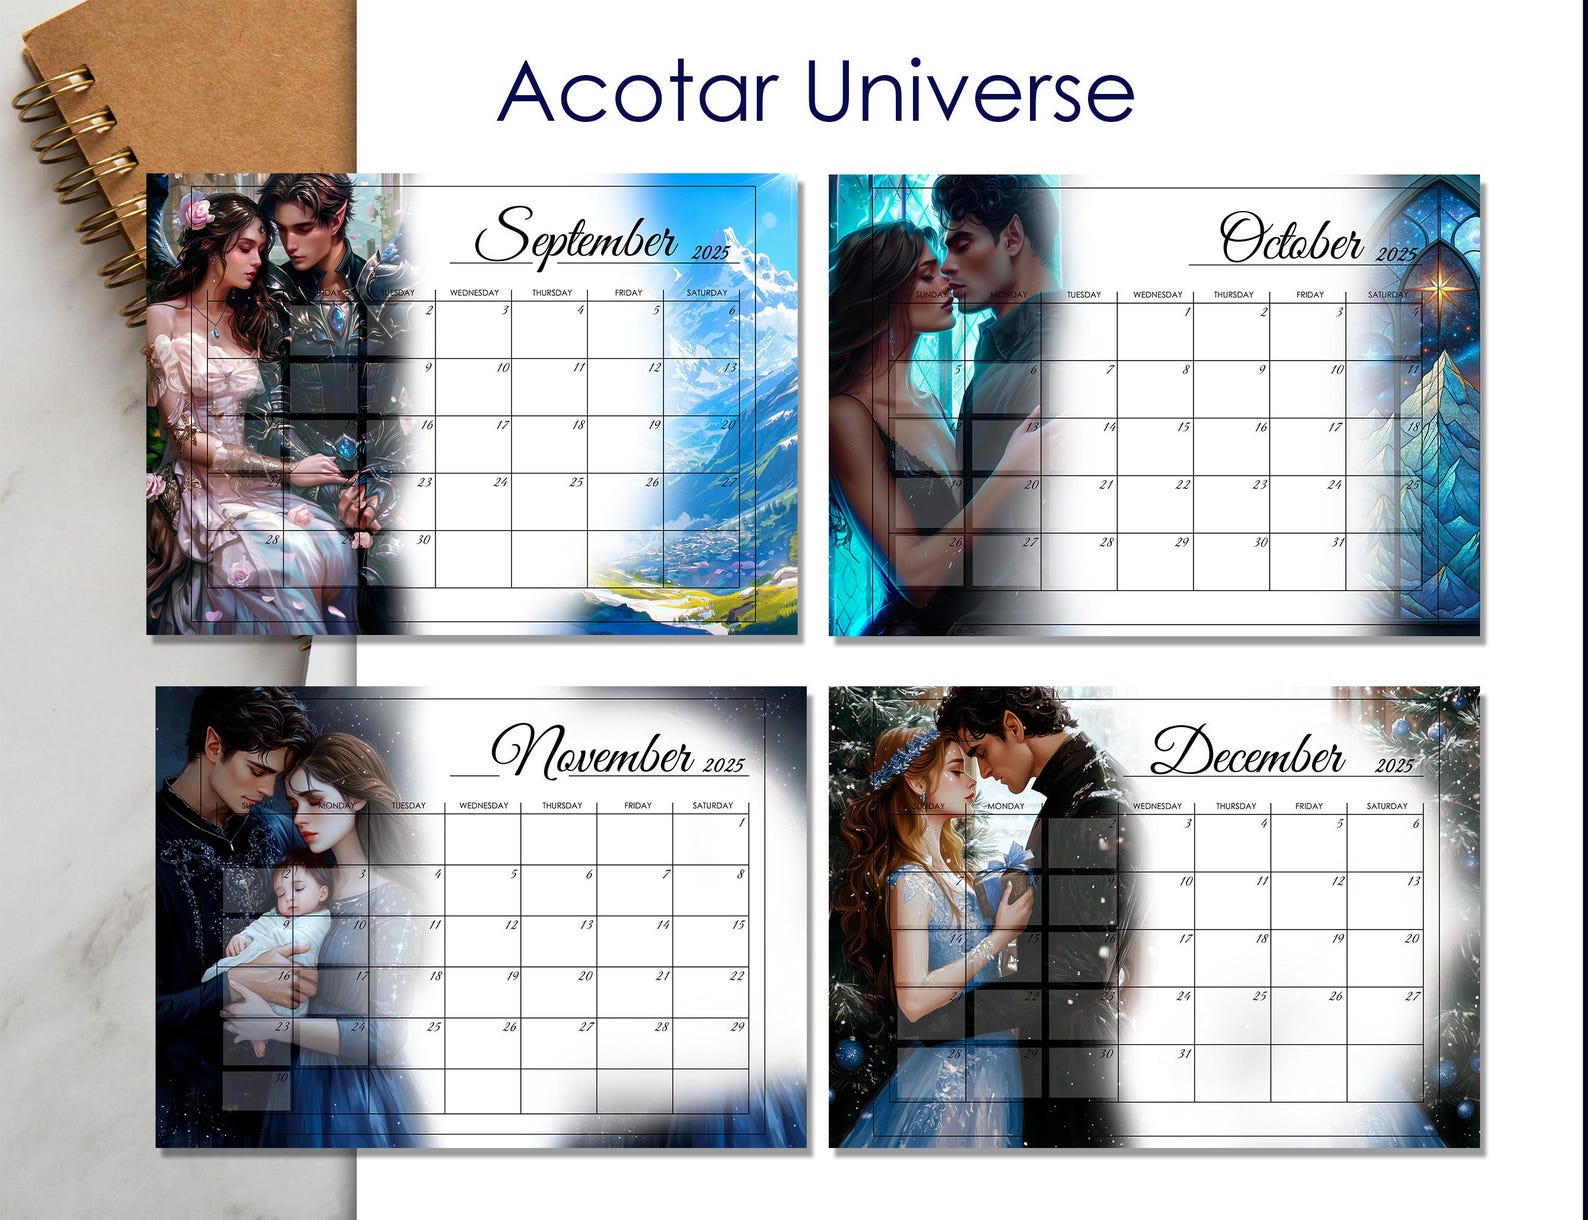 Acotar Universe
September 2025
SUNDAY TUESDAY WEDNESDAY THURSDAY FRIDAY SATURDAY
2 3 4 5 6
8 9 10 11 12 13
15 16 17 18 19 20
21 23 24 25 26 27
28 29 30
October 2025
SUNDAY MONDAY TUESDAY WEDNESDAY THURSDAY FRIDAY SATURDAY
1 2 3 4
5 6 7 8 9 10 11
13 14 15 16 17 18
19 20 21 22 23 24 25
26 27 28 29 30 31
November 2025
SUNDAY MONDAY TUESDAY WEDNESDAY THURSDAY FRIDAY SATURDAY
1
2 3 4 5 6 7 8
9 10 11 12 13 14 15
16 17 18 19 20 21 22
23 24 25 26 27 28 29
30
December 2025
SUNDAY MONDAY WEDNESDAY THURSDAY FRIDAY SATURDAY
1 2 3 4 5 6
7 8 9 10 11 12 13
14 15 16 17 18 19 20
21 22 23 24 25 26 27
28 29 30 31